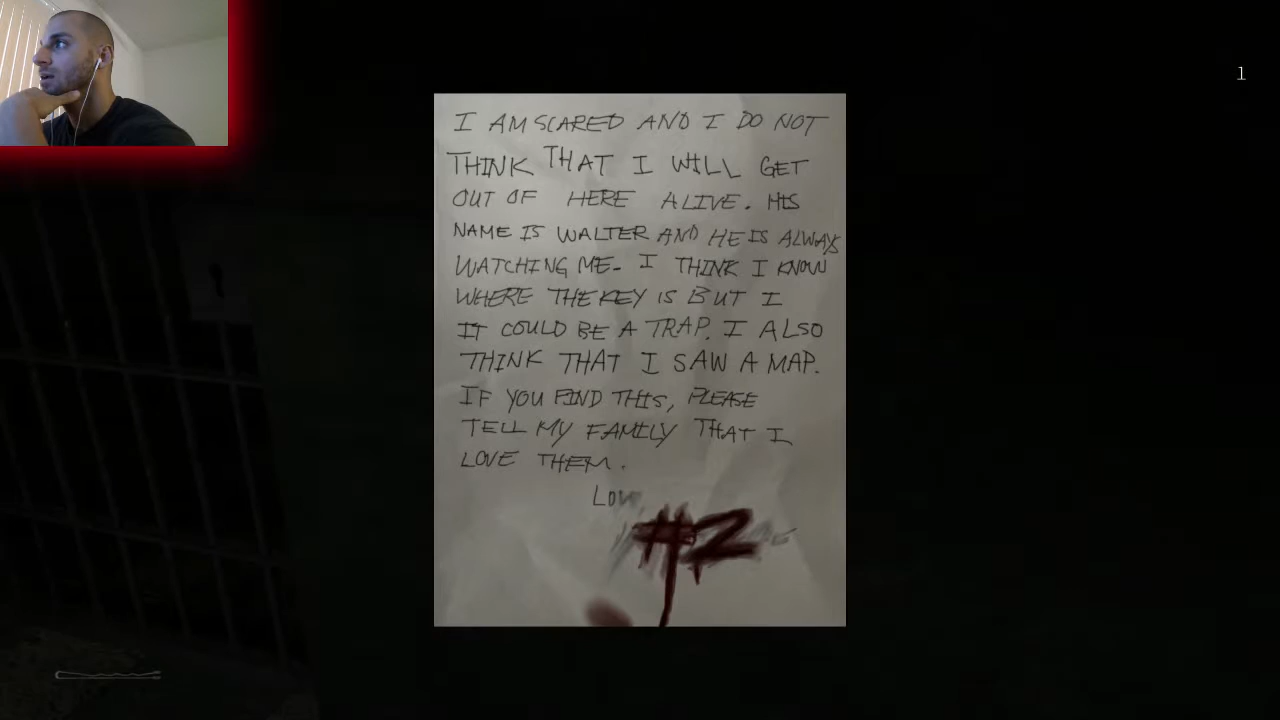 1
I AM SCARED AND I DO NOT
THINK THAT I WILL GET
OUT OF HERE ALIVE. HIS
NAME IS WALTER AND HE IS ALWAYS
WATCHING ME. I THINK I KNOW
WHERE THE KEY IS BUT I
IT COULD BE A TRAP. I ALSO
THINK THAT I SAW A MAP.
IF YOU FIND THIS, PLEASE
TELL MY FAMILY THAT I
LOVE THEM.
LOV
#2